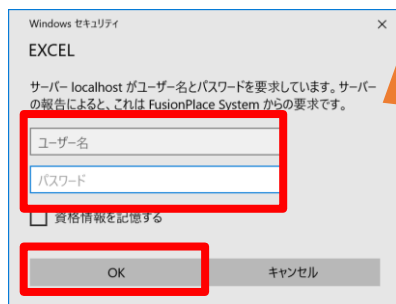 Windows セキュリティ
EXCEL
サーバー localhost がユーザー名とパスワードを要求しています。サーバー
の報告によると、これは FusionPlace System からの要求です。
ユーザー名
パスワード
資格情報を記憶する
OK
キャンセル